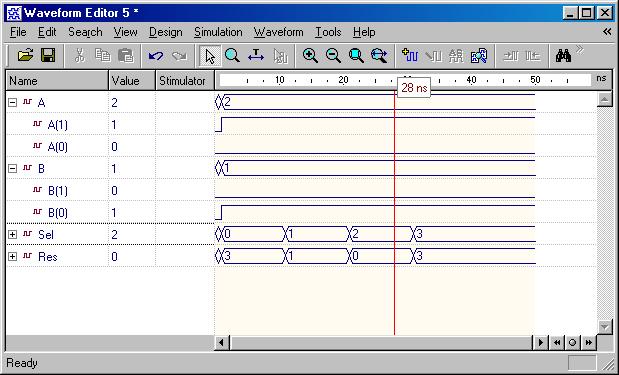 Waveform Editor 5 *
File Edit Search View Design Simulation Waveform Tools Help
Name Value Stimulator 10 20 50 ns
28 ns
A 2 2
A(1) 1
A(0) 0
B 1 1
B(1) 0
B(0) 1
Sel 2 0 1 2 3
Res 0 3 1 0 3
Ready